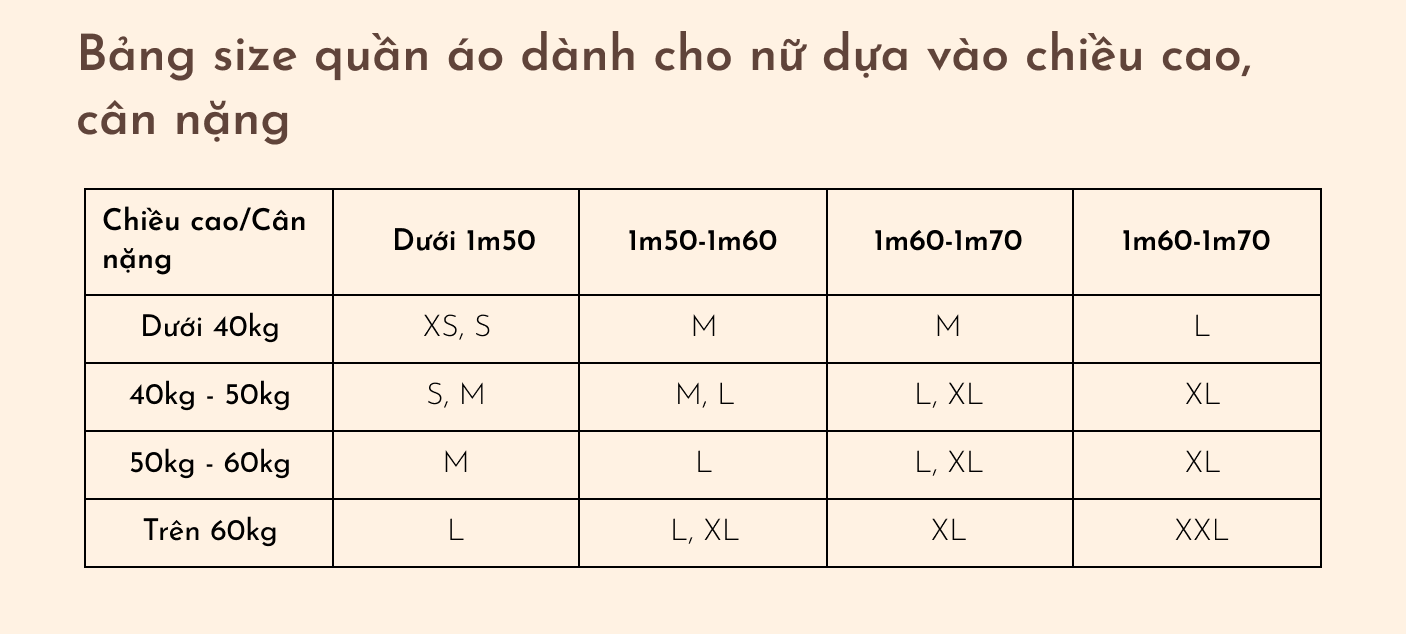 Bảng size quần áo dành cho nữ dựa vào chiều cao,
cân nặng
Chiều cao/Cân
nặng
Dưới 1m50
1m50-1m60
1m60-1m70
1m60-1m70
Dưới 40kg
XS, S
M
M
L
40kg - 50kg
S, M
M, L
L, XL
XL
50kg - 60kg
M
L
L, XL
XL
Trên 60kg
L
L, XL
XL
XXL